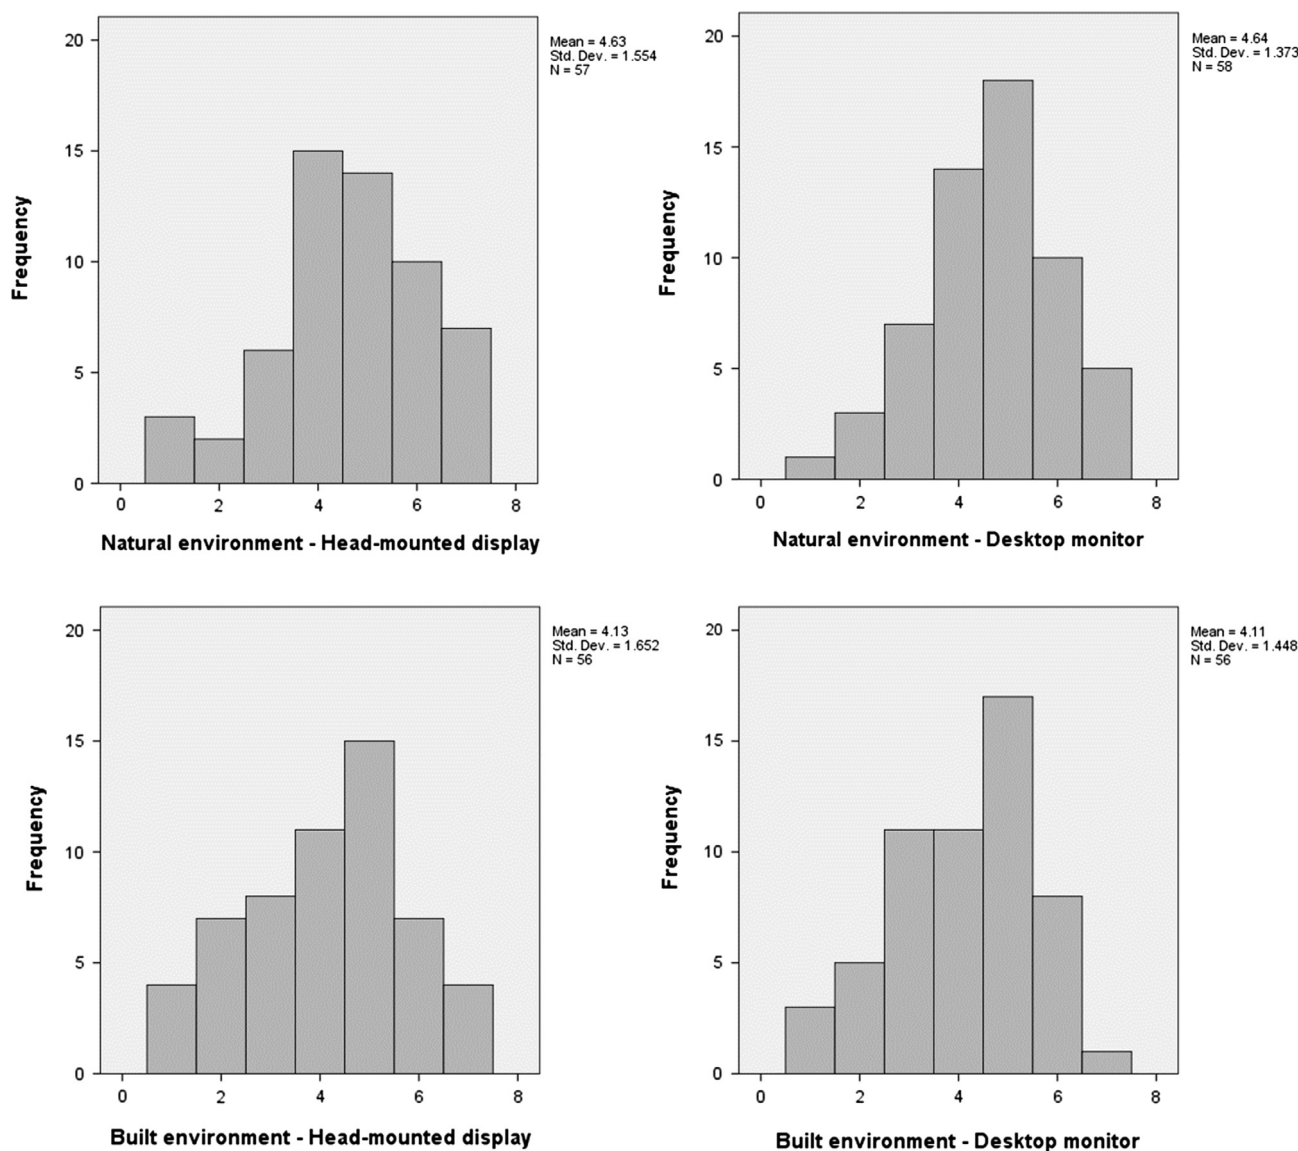 20
15
10
5
0
Frequency
0 2 4 6 8
Natural environment - Head-mounted display
Mean = 4.63
Std. Dev. = 1.554
N = 57
20
15
10
5
0
Frequency
0 2 4 6 8
Natural environment - Desktop monitor
Mean = 4.64
Std. Dev. = 1.373
N = 58
20
15
10
5
0
Frequency
0 2 4 6 8
Built environment - Head-mounted display
Mean = 4.13
Std. Dev. = 1.652
N = 56
20
15
10
5
0
Frequency
0 2 4 6 8
Built environment - Desktop monitor
Mean = 4.11
Std. Dev. = 1.448
N = 56